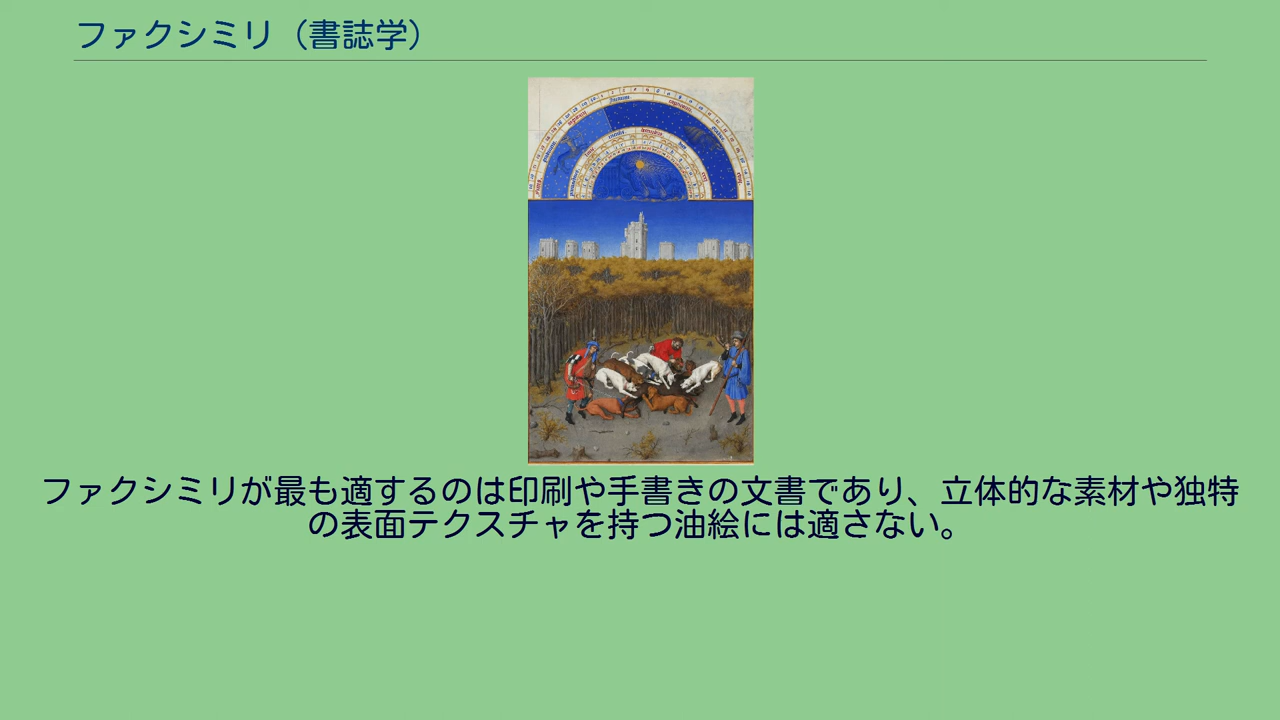 ファクシミリ（書誌学）
ファクシミリが最も適するのは印刷や手書きの文書であり、立体的な素材や独特
の表面テクスチャを持つ油絵には適さない。